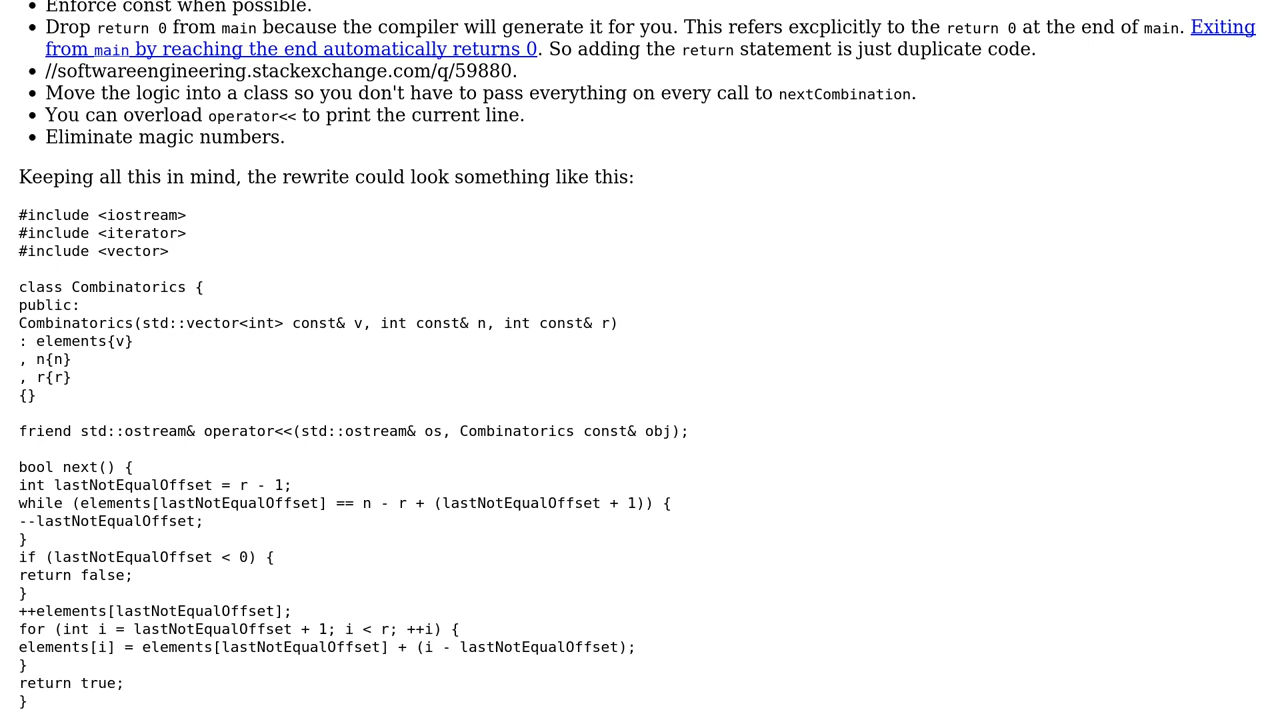 Enforce const when possible.
Drop return 0 from main because the compiler will generate it for you. This refers excplicitly to the return 0 at the end of main. Exiting
from main by reaching the end automatically returns 0. So adding the return statement is just duplicate code.
//softwareengineering.stackexchange.com/q/59880.
Move the logic into a class so you don't have to pass everything on every call to nextCombination.
You can overload operator<< to print the current line.
Eliminate magic numbers.
Keeping all this in mind, the rewrite could look something like this:
#include <iostream>
#include <iterator>
#include <vector>
class Combinatorics {
public:
Combinatorics(std::vector<int> const& v, int const& n, int const& r)
: elements{v}
, n{n}
, r{r}
{}
friend std::ostream& operator<<(std::ostream& os, Combinatorics const& obj);
bool next() {
int lastNotEqualOffset = r - 1;
while (elements[lastNotEqualOffset] == n - r + (lastNotEqualOffset + 1)) {
--lastNotEqualOffset;
}
if (lastNotEqualOffset < 0) {
return false;
}
++elements[lastNotEqualOffset];
for (int i = lastNotEqualOffset + 1; i < r; ++i) {
elements[i] = elements[lastNotEqualOffset] + (i - lastNotEqualOffset);
}
return true;
}